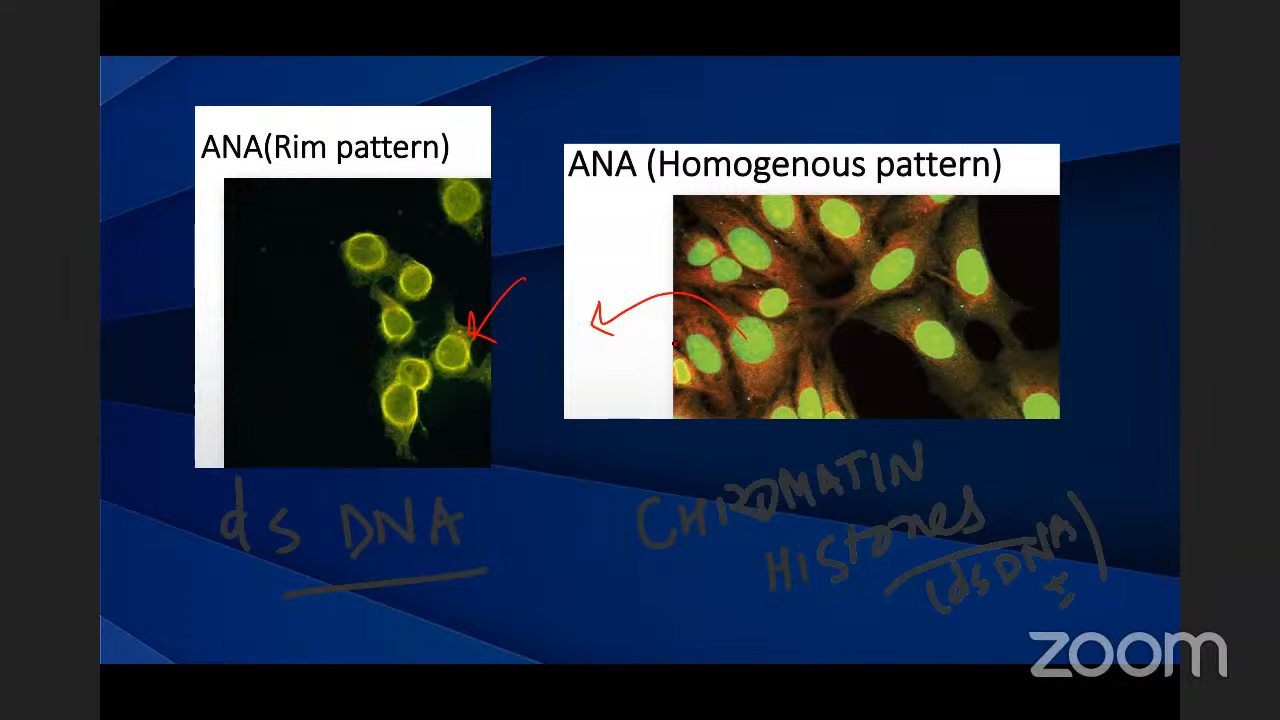 ANA(Rim pattern)
ANA (Homogenous pattern)
ds DNA
CHROMATIN
HIStones
(dsDNA
±)
zoom